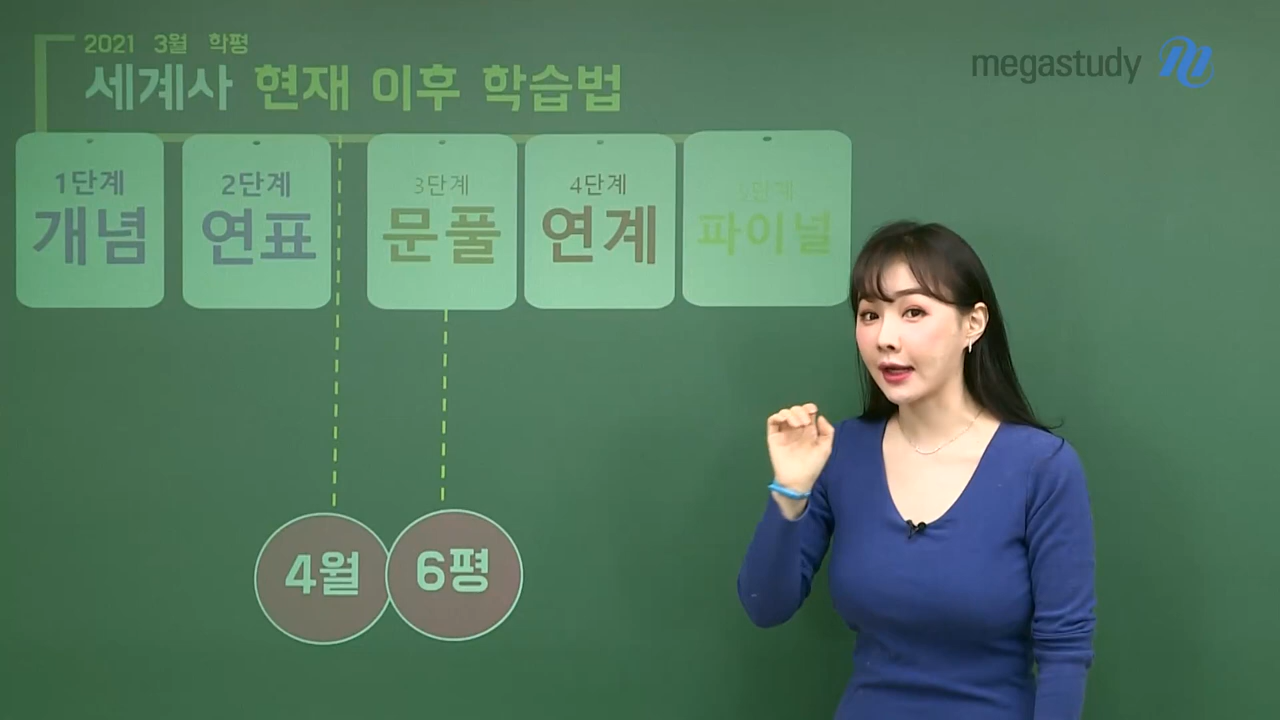 2021 3월 학평
세계사 현재 이후 학습법
megastudy
1단계
개념
2단계
연표
3단계
문풀
4단계
연계
5단계
파이널
4월
6평